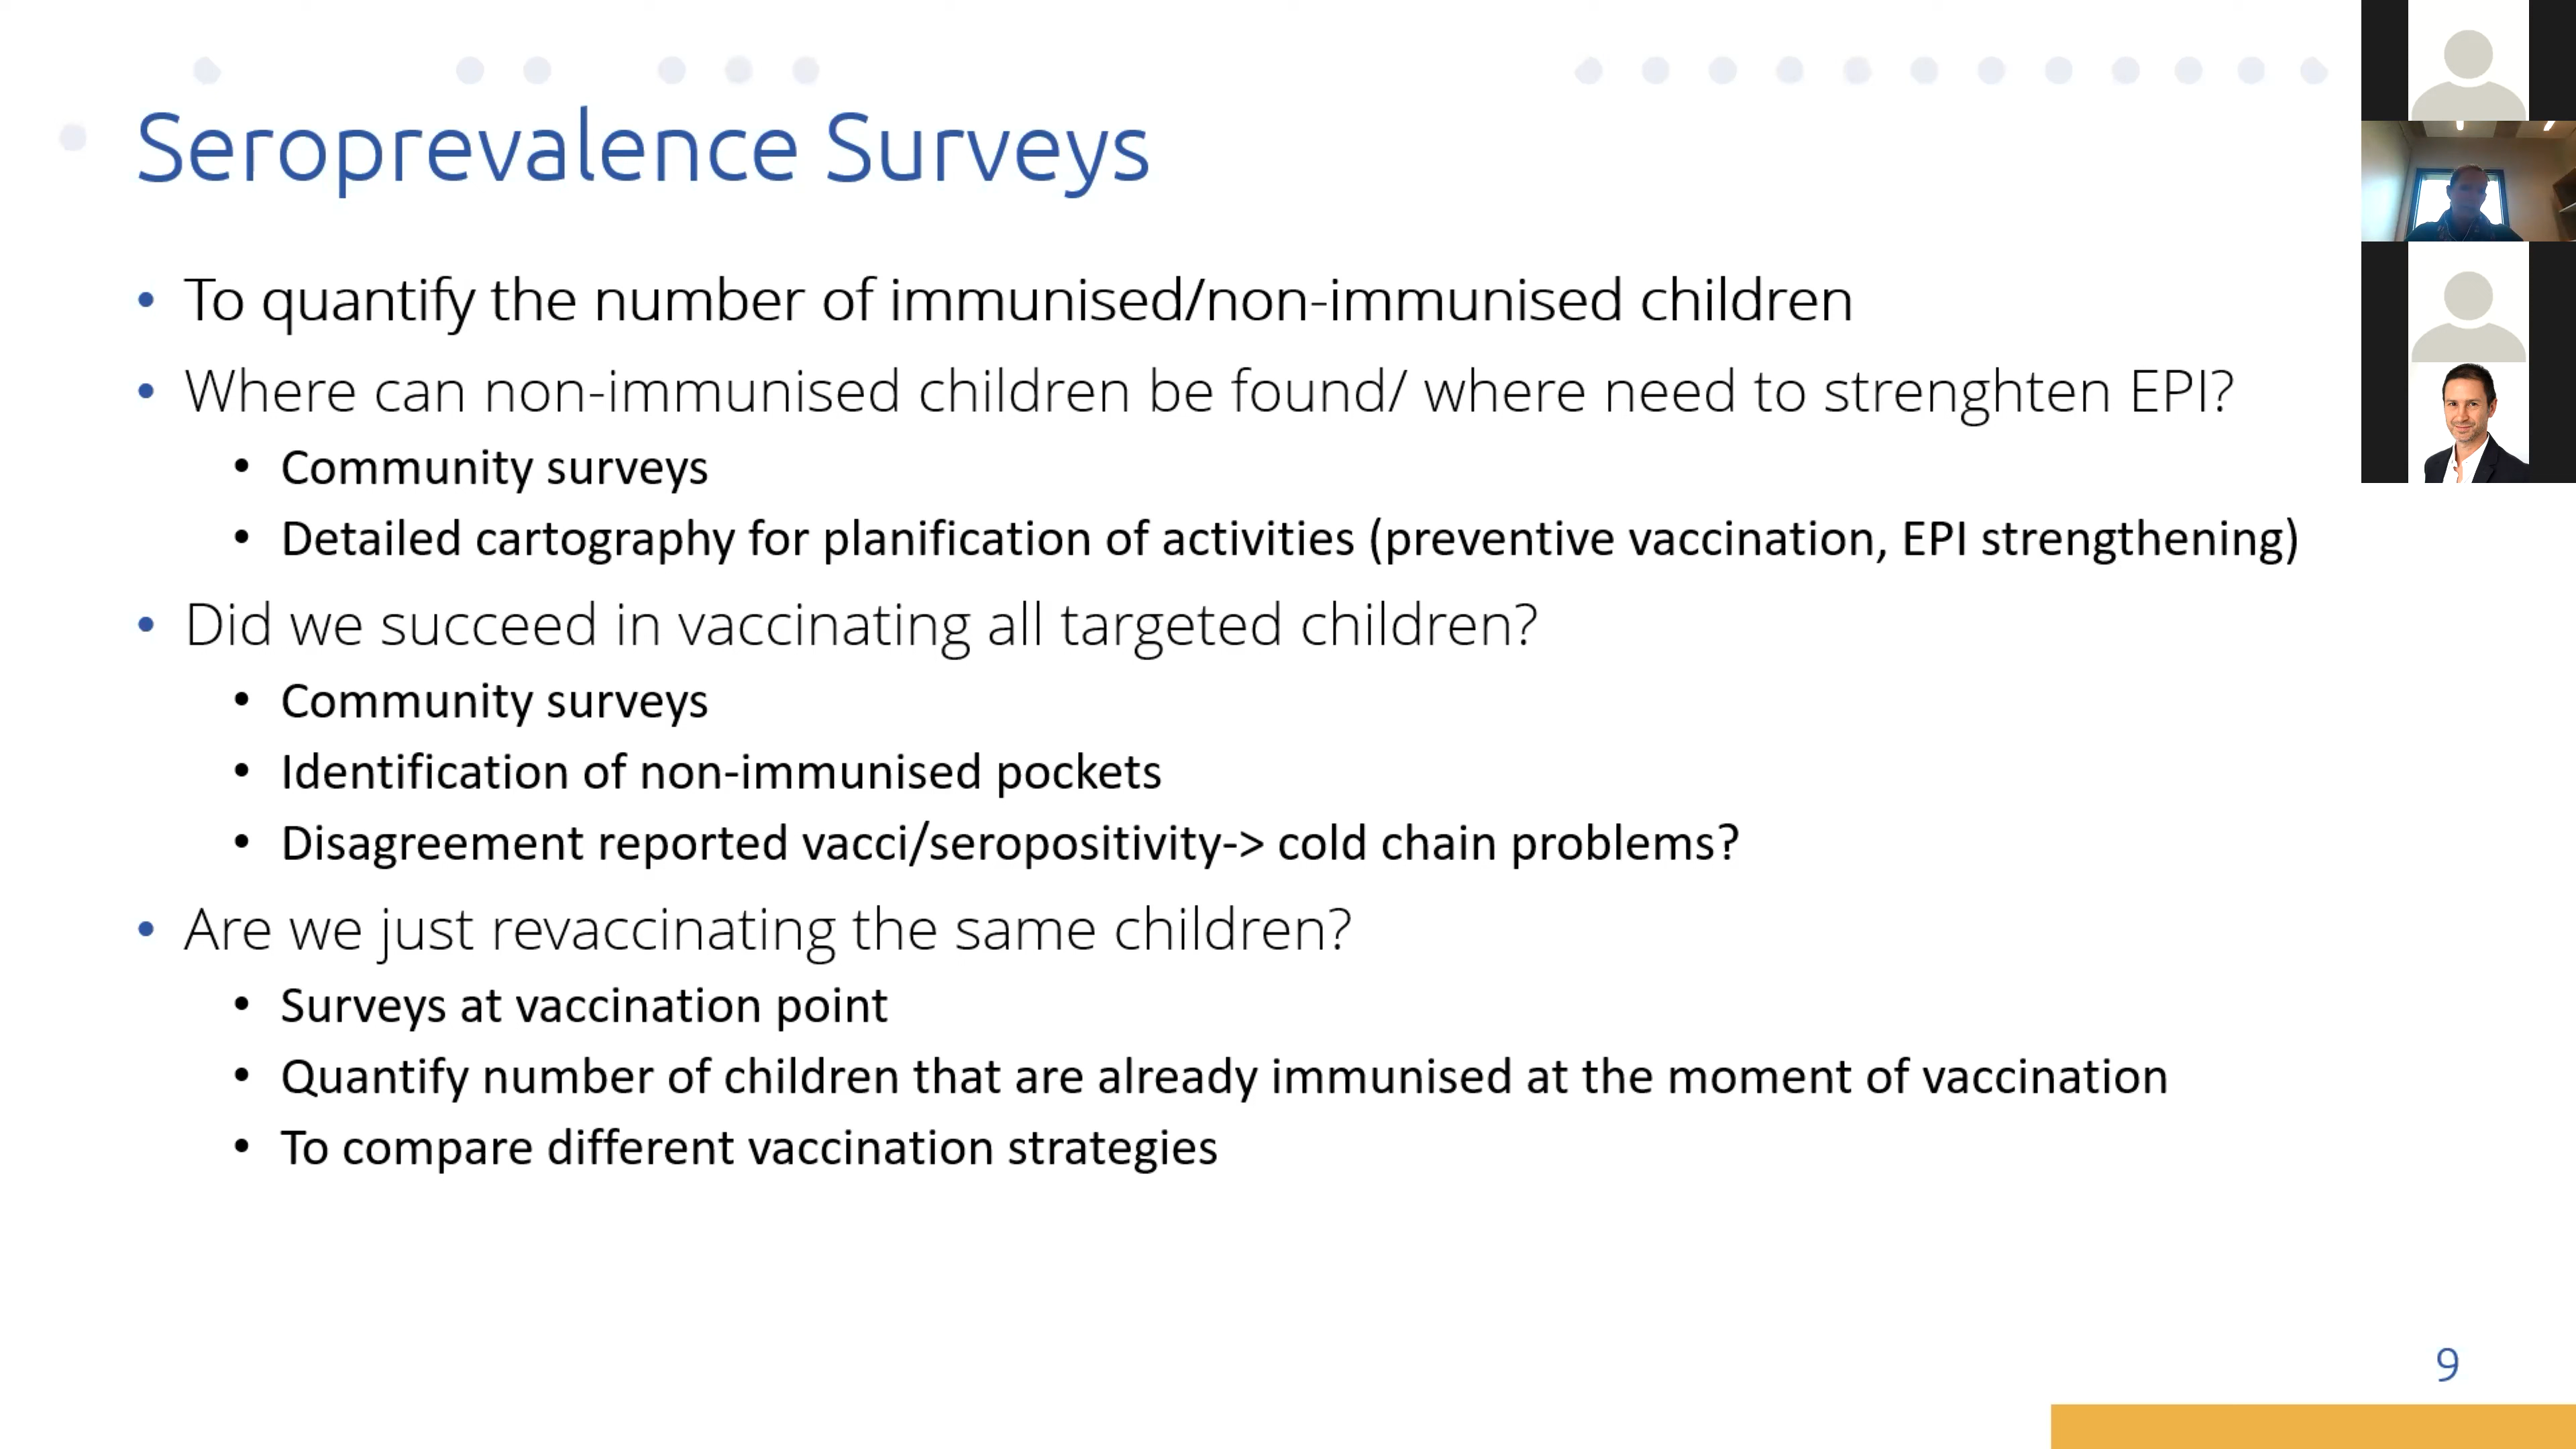 Seroprevalence Surveys
• To quantify the number of immunised/non-immunised children
• Where can non-immunised children be found/ where need to strenghten EPI?
• Community surveys
• Detailed cartography for planification of activities (preventive vaccination, EPI strengthening)
• Did we succeed in vaccinating all targeted children?
• Community surveys
• Identification of non-immunised pockets
• Disagreement reported vacci/seropositivity-> cold chain problems?
• Are we just revaccinating the same children?
• Surveys at vaccination point
• Quantify number of children that are already immunised at the moment of vaccination
• To compare different vaccination strategies
9